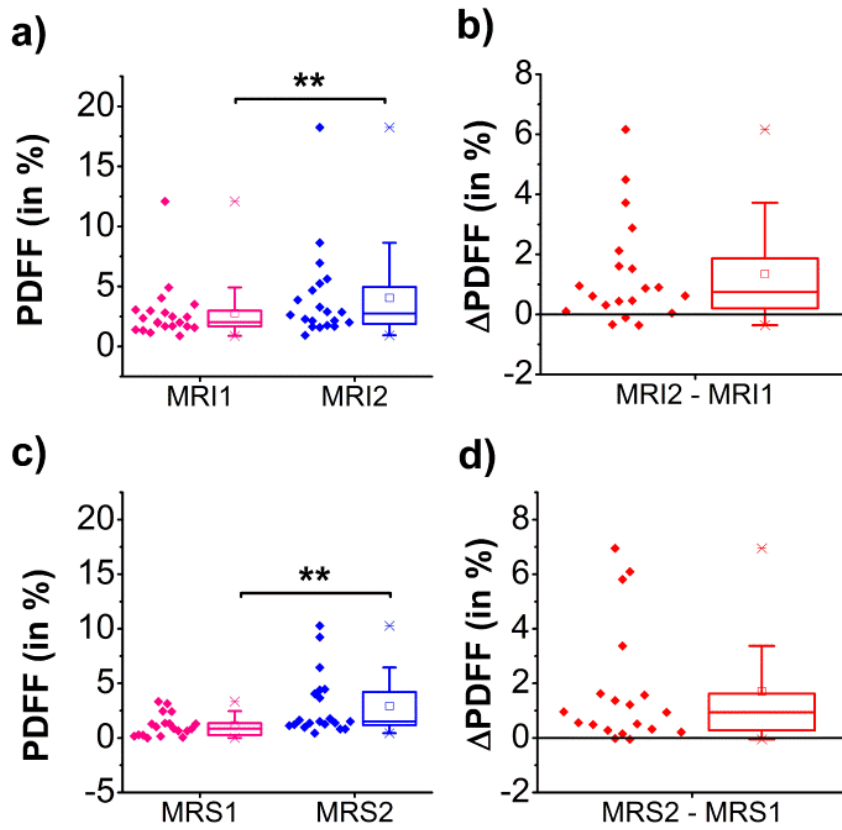 a)
**
PDFF (in %)
20
15
10
5
0
MRI1 MRI2
b)
ΔPDFF (in %)
8
6
4
2
0
-2
MRI2 - MRI1
c)
**
PDFF (in %)
20
15
10
5
0
-5
MRS1 MRS2
d)
ΔPDFF (in %)
8
6
4
2
0
-2
MRS2 - MRS1